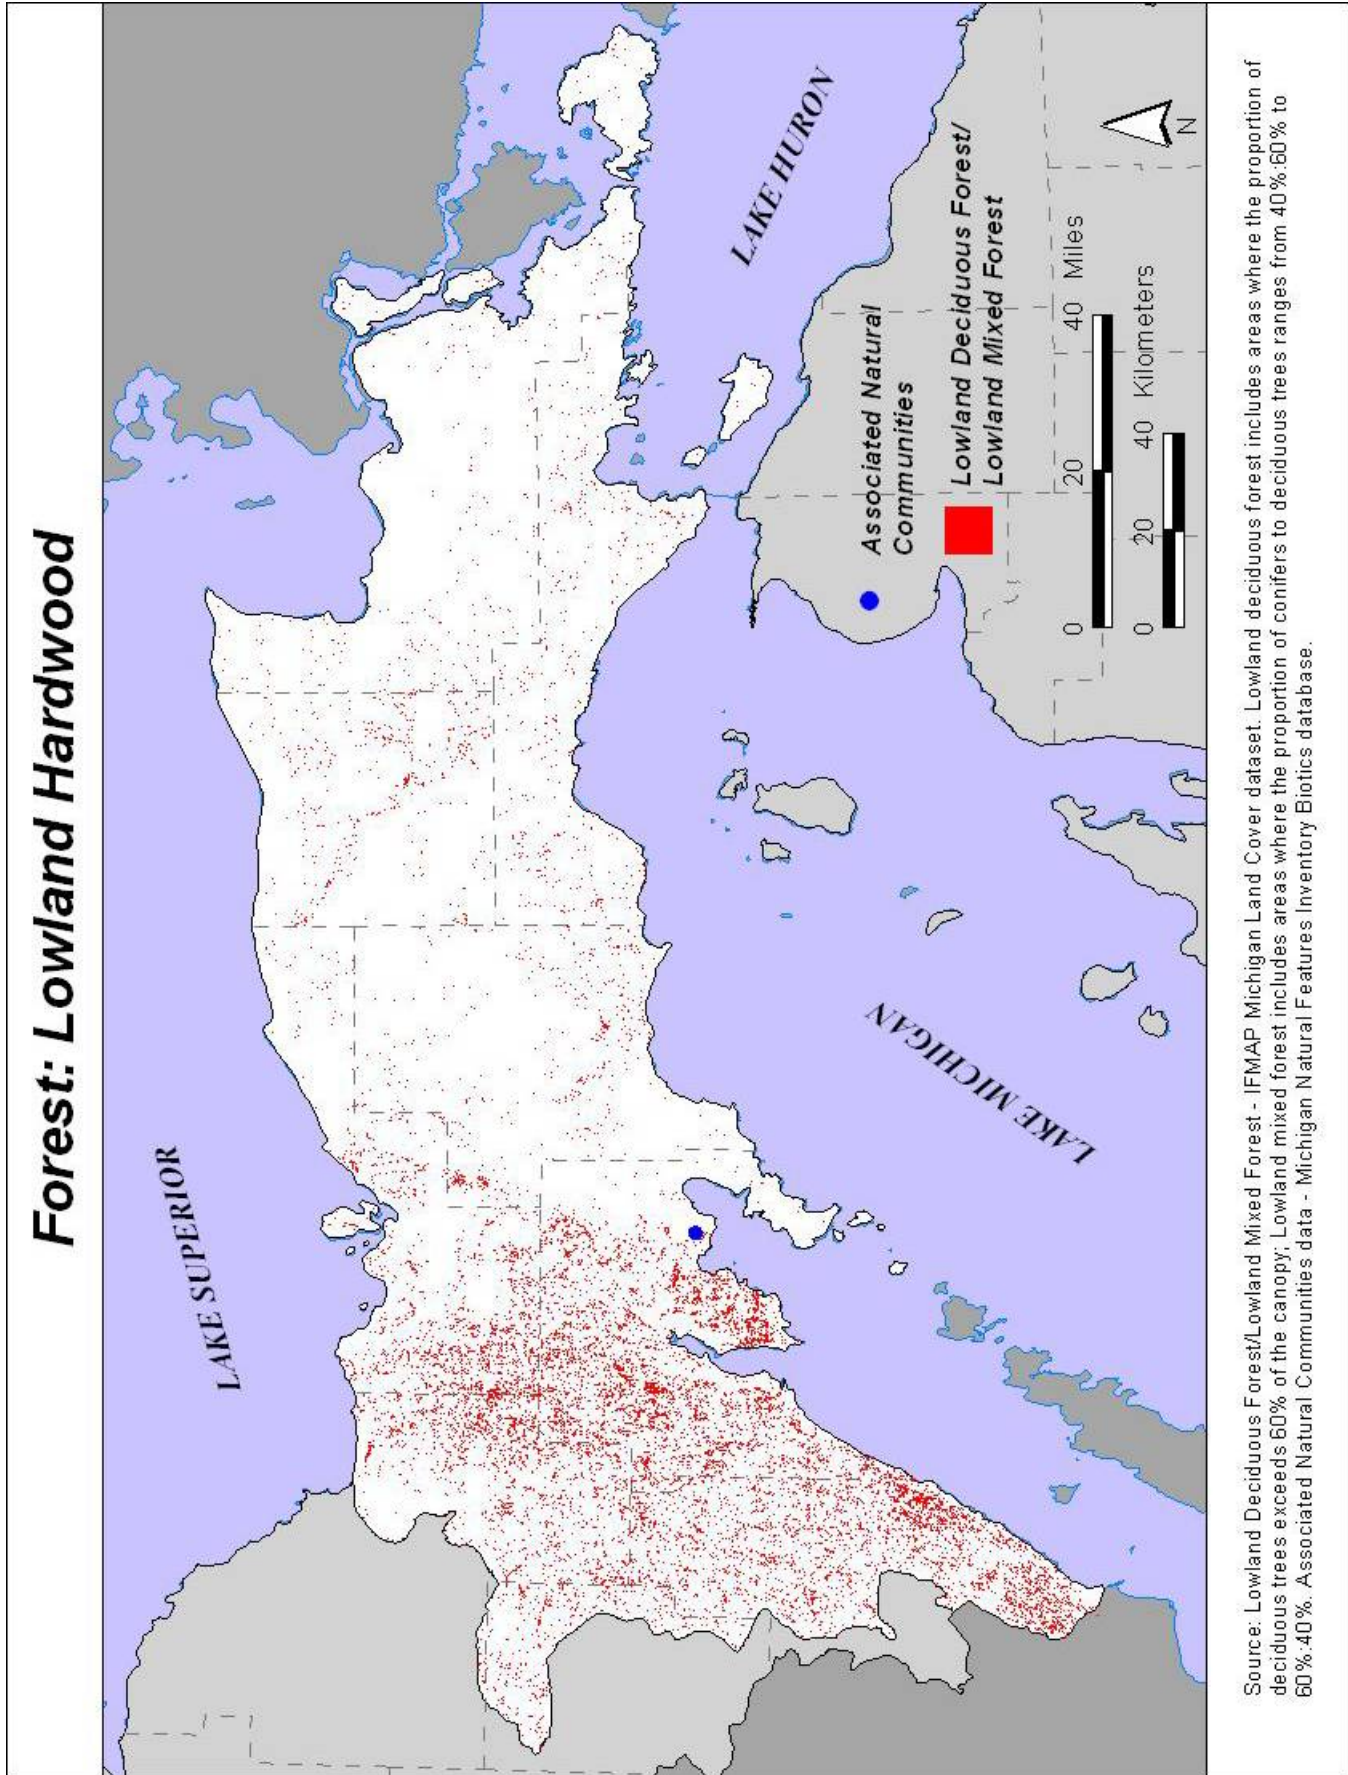 Forest: Lowland Hardwood
LAKE SUPERIOR
LAKE HURON
LAKE MICHIGAN
Associated Natural
Communities
Lowland Deciduous Forest/
Lowland Mixed Forest
0 20 40 Miles
0 20 40 Kilometers
N
Source: Lowland Deciduous Forest/Lowland Mixed Forest - IFMAP Michigan Land Cover dataset. Lowland deciduous forest includes areas where the proportion of
deciduous trees exceeds 60% of the canopy; Lowland mixed forest includes areas where the proportion of conifers to deciduous trees ranges from 40%:60% to
60%:40%. Associated Natural Communities data - Michigan Natural Features Inventory Biotics database.